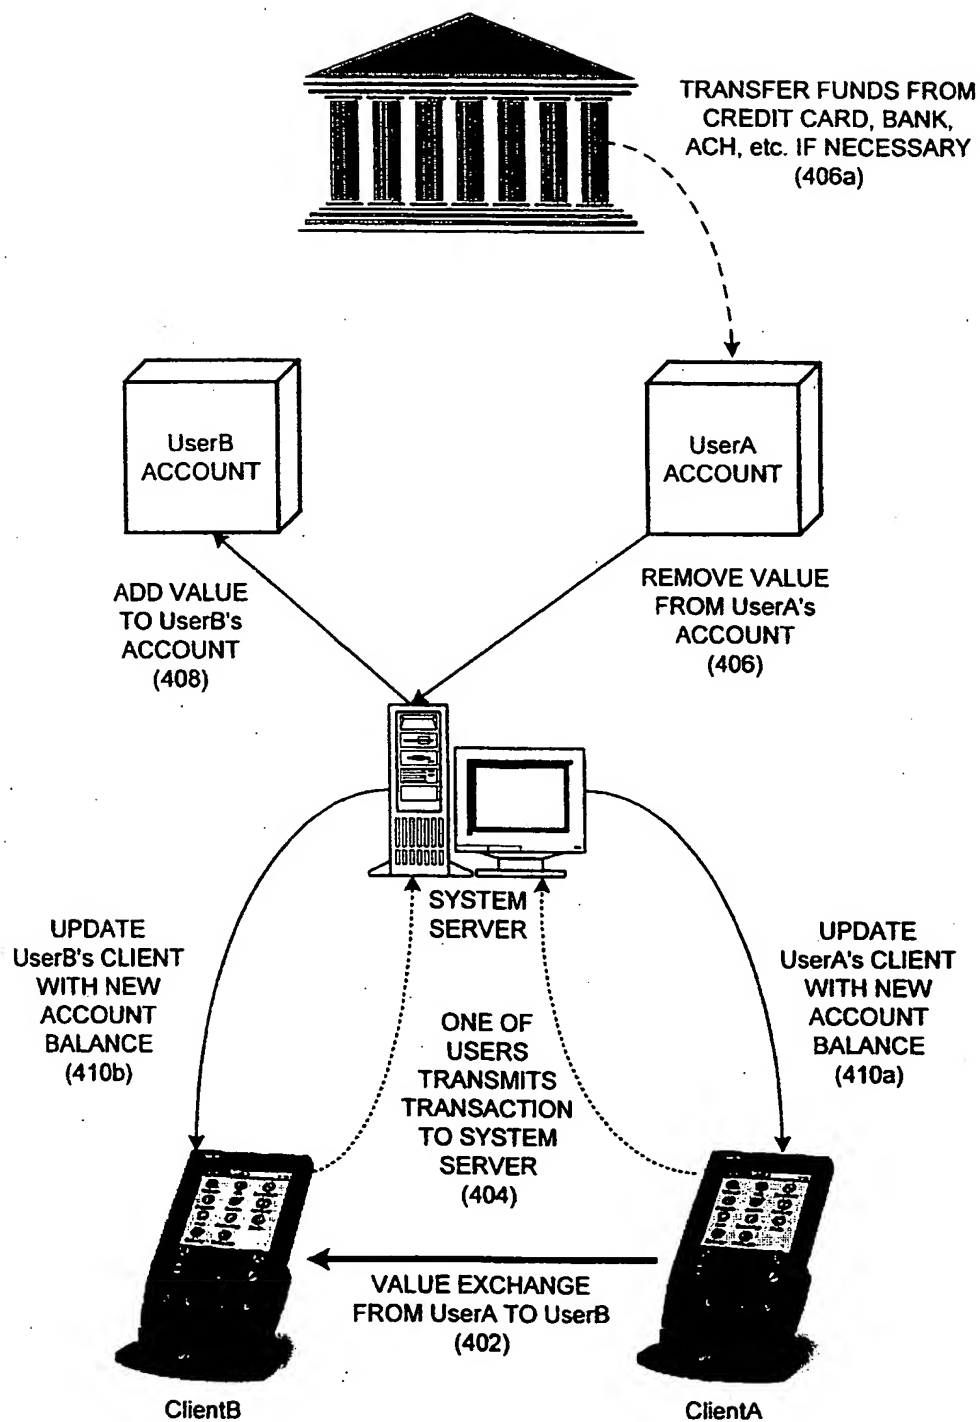 TRANSFER FUNDS FROM
CREDIT CARD, BANK,
ACH, etc. IF NECESSARY
(406a)
UserB
ACCOUNT
UserA
ACCOUNT
ADD VALUE
TO UserB's
ACCOUNT
(408)
REMOVE VALUE
FROM UserA's
ACCOUNT
(406)
SYSTEM
SERVER
UPDATE
UserB's CLIENT
WITH NEW
ACCOUNT
BALANCE
(410b)
ONE OF
USERS
TRANSMITS
TRANSACTION
TO SYSTEM
SERVER
(404)
UPDATE
UserA's CLIENT
WITH NEW
ACCOUNT
BALANCE
(410a)
VALUE EXCHANGE
FROM UserA TO UserB
(402)
ClientB
ClientA